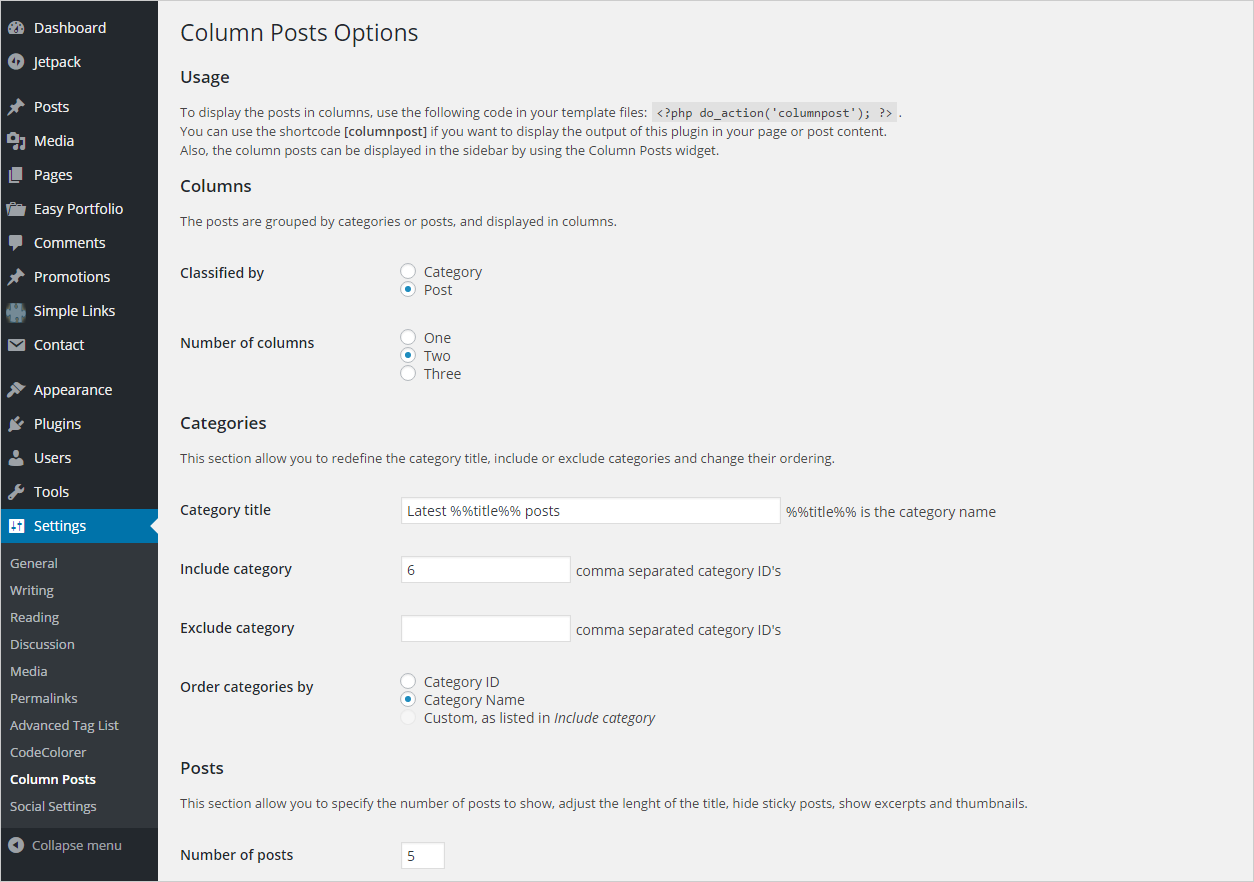 Dashboard
Jetpack
Posts
Media
Pages
Easy Portfolio
Comments
Promotions
Simple Links
Contact
Appearance
Plugins
Users
Tools
Settings
General
Writing
Reading
Discussion
Media
Permalinks
Advanced Tag List
CodeColorer
Column Posts
Social Settings
Collapse menu
Column Posts Options
Usage
To display the posts in columns, use the following code in your template files: <?php do_action('columnpost'); ?> .
You can use the shortcode [columnpost] if you want to display the output of this plugin in your page or post content.
Also, the column posts can be displayed in the sidebar by using the Column Posts widget.
Columns
The posts are grouped by categories or posts, and displayed in columns.
Classified by
Category
Post
Number of columns
One
Two
Three
Categories
This section allow you to redefine the category title, include or exclude categories and change their ordering.
Category title
Latest %%title%% posts
%%title%% is the category name
Include category
6
comma separated category ID's
Exclude category
comma separated category ID's
Order categories by
Category ID
Category Name
Custom, as listed in Include category
Posts
This section allow you to specify the number of posts to show, adjust the lenght of the title, hide sticky posts, show excerpts and thumbnails.
Number of posts
5